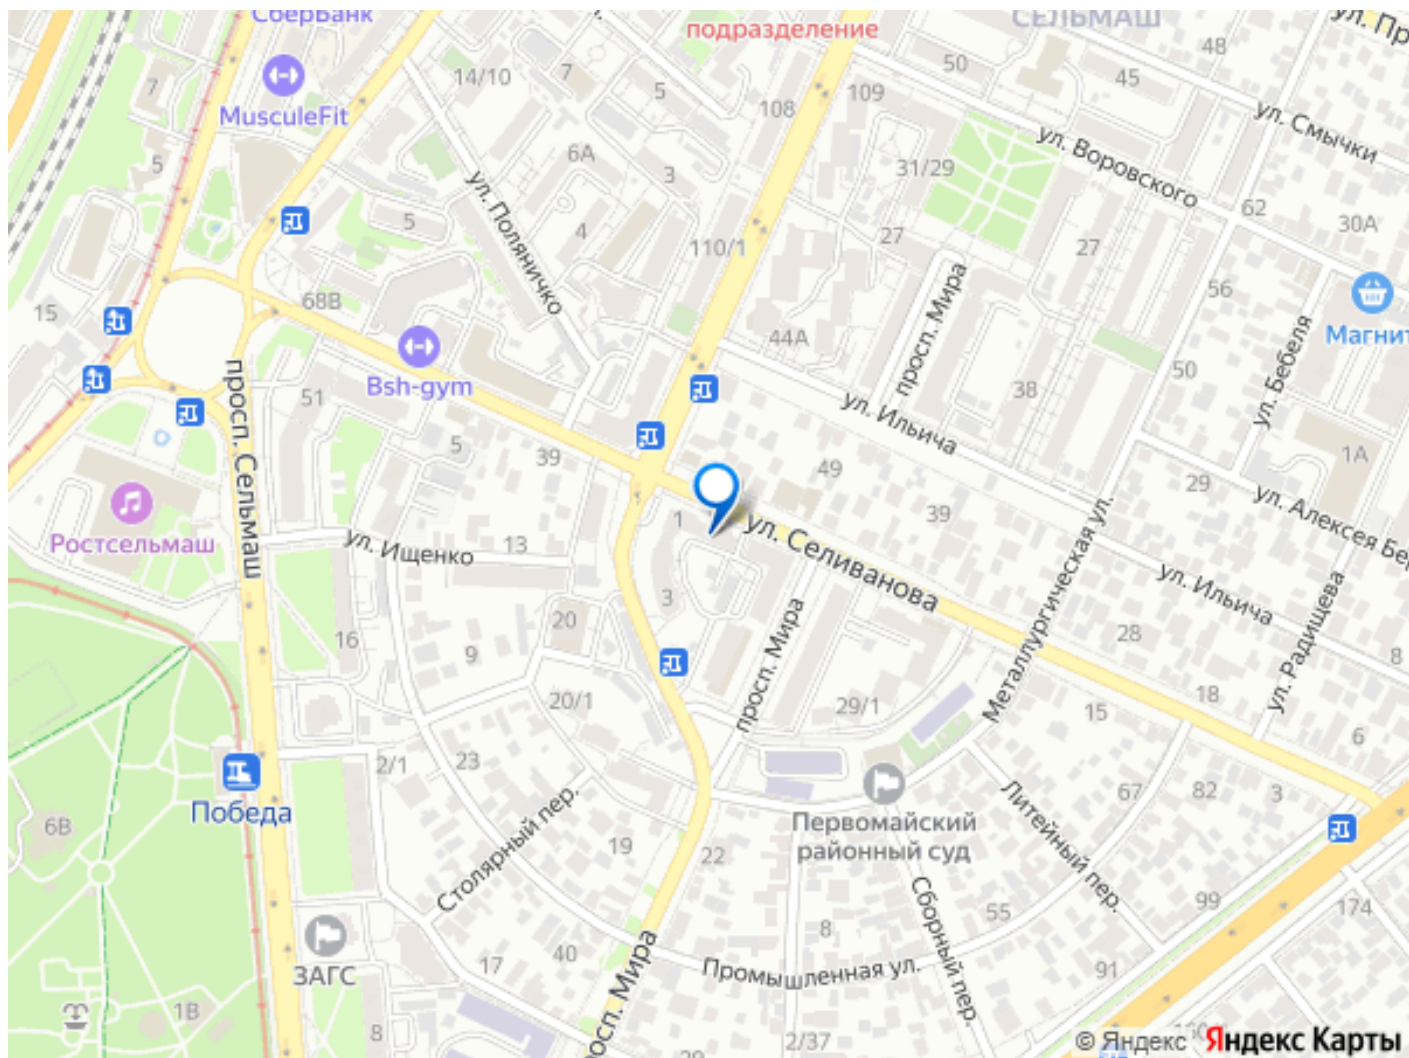 СберБанк
подразделение
СЕЛЬМАШ
48
ул. Пр
50
45
7
14/10
7
5
MusculeFit
108
109
ул. Смычки
ул. Воровского
6А
3
31/29
5
ул. Поляничко
5
4
110/1
27
27
62
30А
68В
15
просп. Мира
56
Магнит
44А
ул. Бебеля
Bsh-gym
51
38
50
ул. Ильича
просп. Сельмаш
5
39
49
1А
29
ул. Алексея Бер
Ростсельмаш
ул. Ищенко
13
1
ул. Селиванова
39
Металлургическая ул.
ул. Ильича
3
20
16
9
просп. Мира
28
ул. Радищева
8
20/1
29/1
18
15
6
2/1
23
Победа
6В
Столярный пер.
19
22
Первомайский
районный суд
Литейный пер.
67
82
3
Сборный пер.
55
99
174
8
ЗАГС
40
17
просп. Мира
Промышленная ул.
91
1В
8
2/37
© Яндекс Яндекс Карты